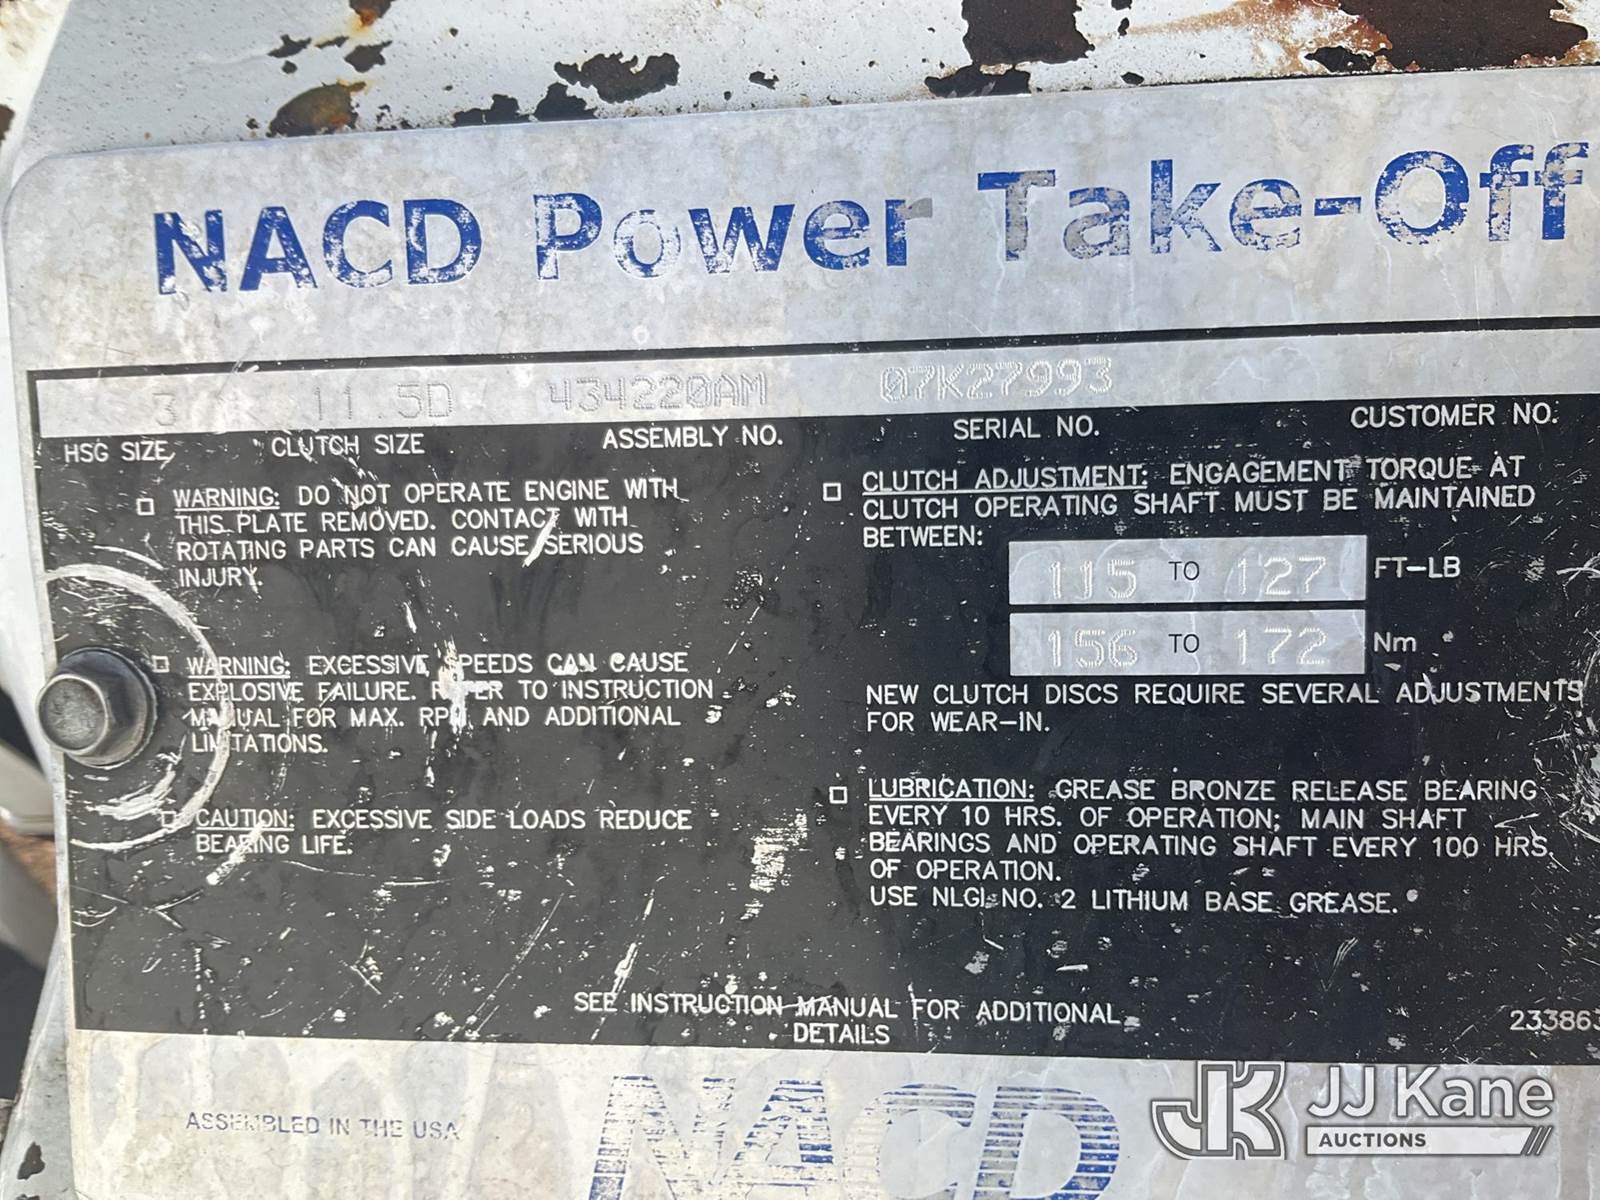 NACD Power Take-Off
3 11.5D 434220AM 07K27993
HSG SIZE CLUTCH SIZE ASSEMBLY NO. SERIAL NO. CUSTOMER NO.
WARNING: DO NOT OPERATE ENGINE WITH
THIS PLATE REMOVED. CONTACT WITH
ROTATING PARTS CAN CAUSE SERIOUS
INJURY.
WARNING: EXCESSIVE SPEEDS CAN CAUSE
EXPLOSIVE FAILURE. REFER TO INSTRUCTION
MANUAL FOR MAX. RPM AND ADDITIONAL
LIMITATIONS.
CAUTION: EXCESSIVE SIDE LOADS REDUCE
BEARING LIFE.
CLUTCH ADJUSTMENT: ENGAGEMENT TORQUE AT
CLUTCH OPERATING SHAFT MUST BE MAINTAINED
BETWEEN:
115 TO 127 FT-LB
156 TO 172 Nm
NEW CLUTCH DISCS REQUIRE SEVERAL ADJUSTMENTS
FOR WEAR-IN.
LUBRICATION: GREASE BRONZE RELEASE BEARING
EVERY 10 HRS. OF OPERATION; MAIN SHAFT
BEARINGS AND OPERATING SHAFT EVERY 100 HRS.
OF OPERATION.
USE NLGI NO. 2 LITHIUM BASE GREASE.
SEE INSTRUCTION MANUAL FOR ADDITIONAL
DETAILS
233863
ASSEMBLED IN THE USA
NACD
JK JJ Kane
AUCTIONS